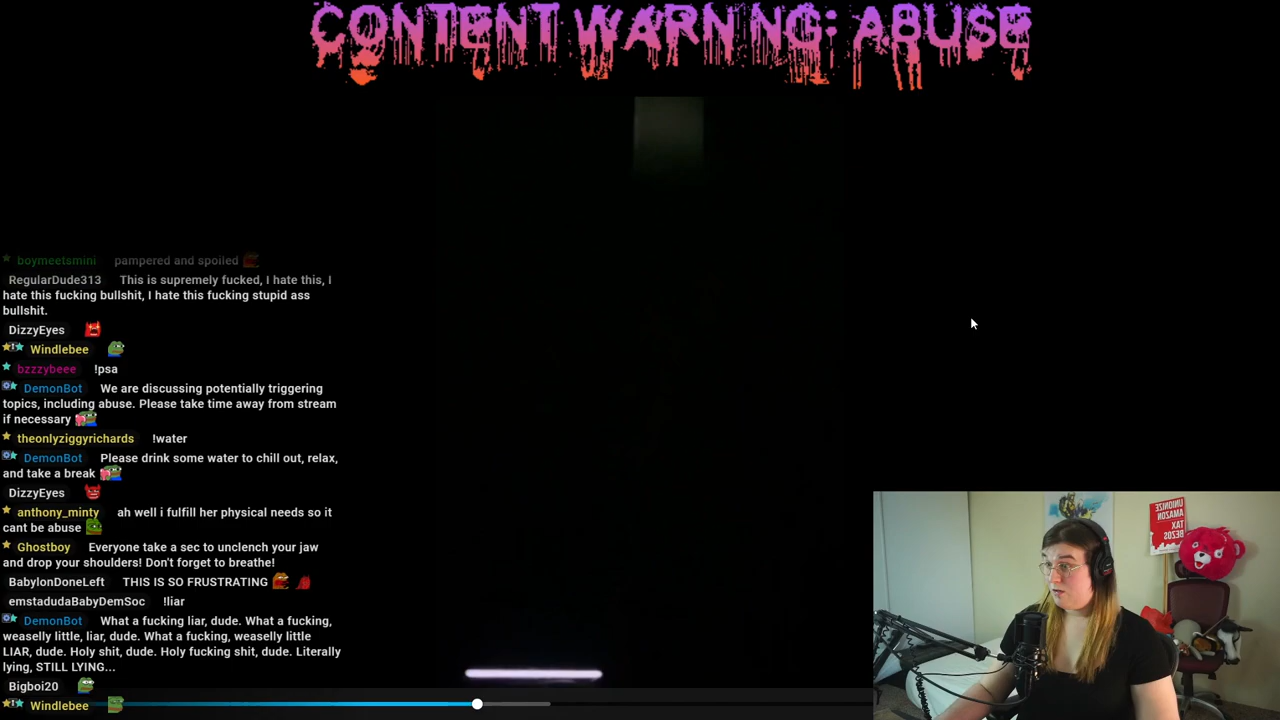 CONTENT WARNING: ABUSE
boymeetsmini pampered and spoiled
RegularDude313 This is supremely fucked, I hate this, I
hate this fucking bullshit, I hate this fucking stupid ass
bullshit.
DizzyEyes
Windlebee
bzzzybeee !psa
DemonBot We are discussing potentially triggering
topics, including abuse. Please take time away from stream
if necessary
theonlyziggyrichards !water
DemonBot Please drink some water to chill out, relax,
and take a break
DizzyEyes
anthony_minty ah well i fulfill her physical needs so it
cant be abuse
Ghostboy Everyone take a sec to unclench your jaw
and drop your shoulders! Don't forget to breathe!
BabylonDoneLeft THIS IS SO FRUSTRATING
emstadudaBabyDemSoc !liar
DemonBot What a fucking liar, dude. What a fucking,
weaselly little, liar, dude. What a fucking, weaselly little
LIAR, dude. Holy shit, dude. Holy fucking shit, dude. Literally
lying, STILL LYING...
Bigboi20
Windlebee
UNIONIZE
AMAZON
TAX
BEZOS